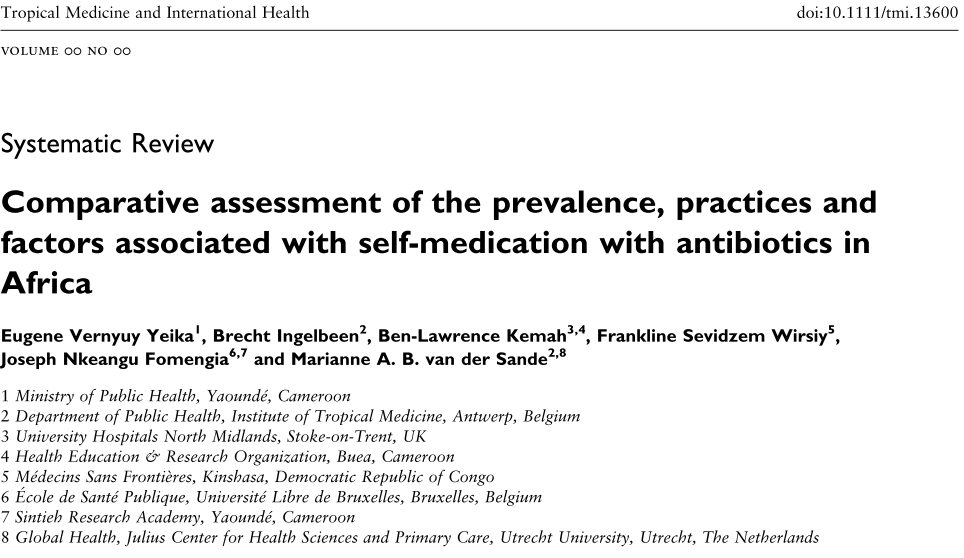 Tropical Medicine and International Health doi:10.1111/tmi.13600
VOLUME 00 NO 00
Systematic Review
Comparative assessment of the prevalence, practices and
factors associated with self-medication with antibiotics in
Africa
Eugene Vernyuy Yeika1, Brecht Ingelbeen2, Ben-Lawrence Kemah3,4, Frankline Sevidzem Wirsiy5,
Joseph Nkeangu Fomengia6,7 and Marianne A. B. van der Sande2,8
1 Ministry of Public Health, Yaoundé, Cameroon
2 Department of Public Health, Institute of Tropical Medicine, Antwerp, Belgium
3 University Hospitals North Midlands, Stoke-on-Trent, UK
4 Health Education & Research Organization, Buea, Cameroon
5 Médecins Sans Frontières, Kinshasa, Democratic Republic of Congo
6 École de Santé Publique, Université Libre de Bruxelles, Bruxelles, Belgium
7 Sintieh Research Academy, Yaoundé, Cameroon
8 Global Health, Julius Center for Health Sciences and Primary Care, Utrecht University, Utrecht, The Netherlands